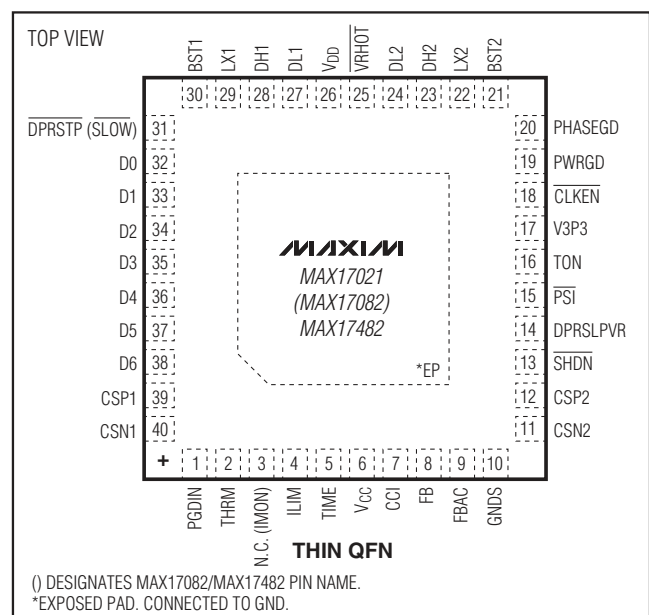 TOP VIEW
BST1
LX1
DH1
DL1
VDD
VRHOT
DL2
DH2
LX2
BST2
30 29 28 27 26 25 24 23 22 21
DPRSTP (SLOW) 31
D0 32
D1 33
D2 34
D3 35
D4 36
D5 37
D6 38
CSP1 39
CSN1 40
20 PHASEGD
19 PWRGD
18 CLKEN
17 V3P3
16 TON
15 PSI
14 DPRSLPVR
13 SHDN
12 CSP2
11 CSN2
MAXIM
MAX17021
(MAX17082)
MAX17482
*EP
+ 1 2 3 4 5 6 7 8 9 10
PGDIN
THRM
N.C. (IMON)
ILIM
TIME
VCC
CCI
FB
FBAC
GNDS
THIN QFN
() DESIGNATES MAX17082/MAX17482 PIN NAME.
*EXPOSED PAD. CONNECTED TO GND.